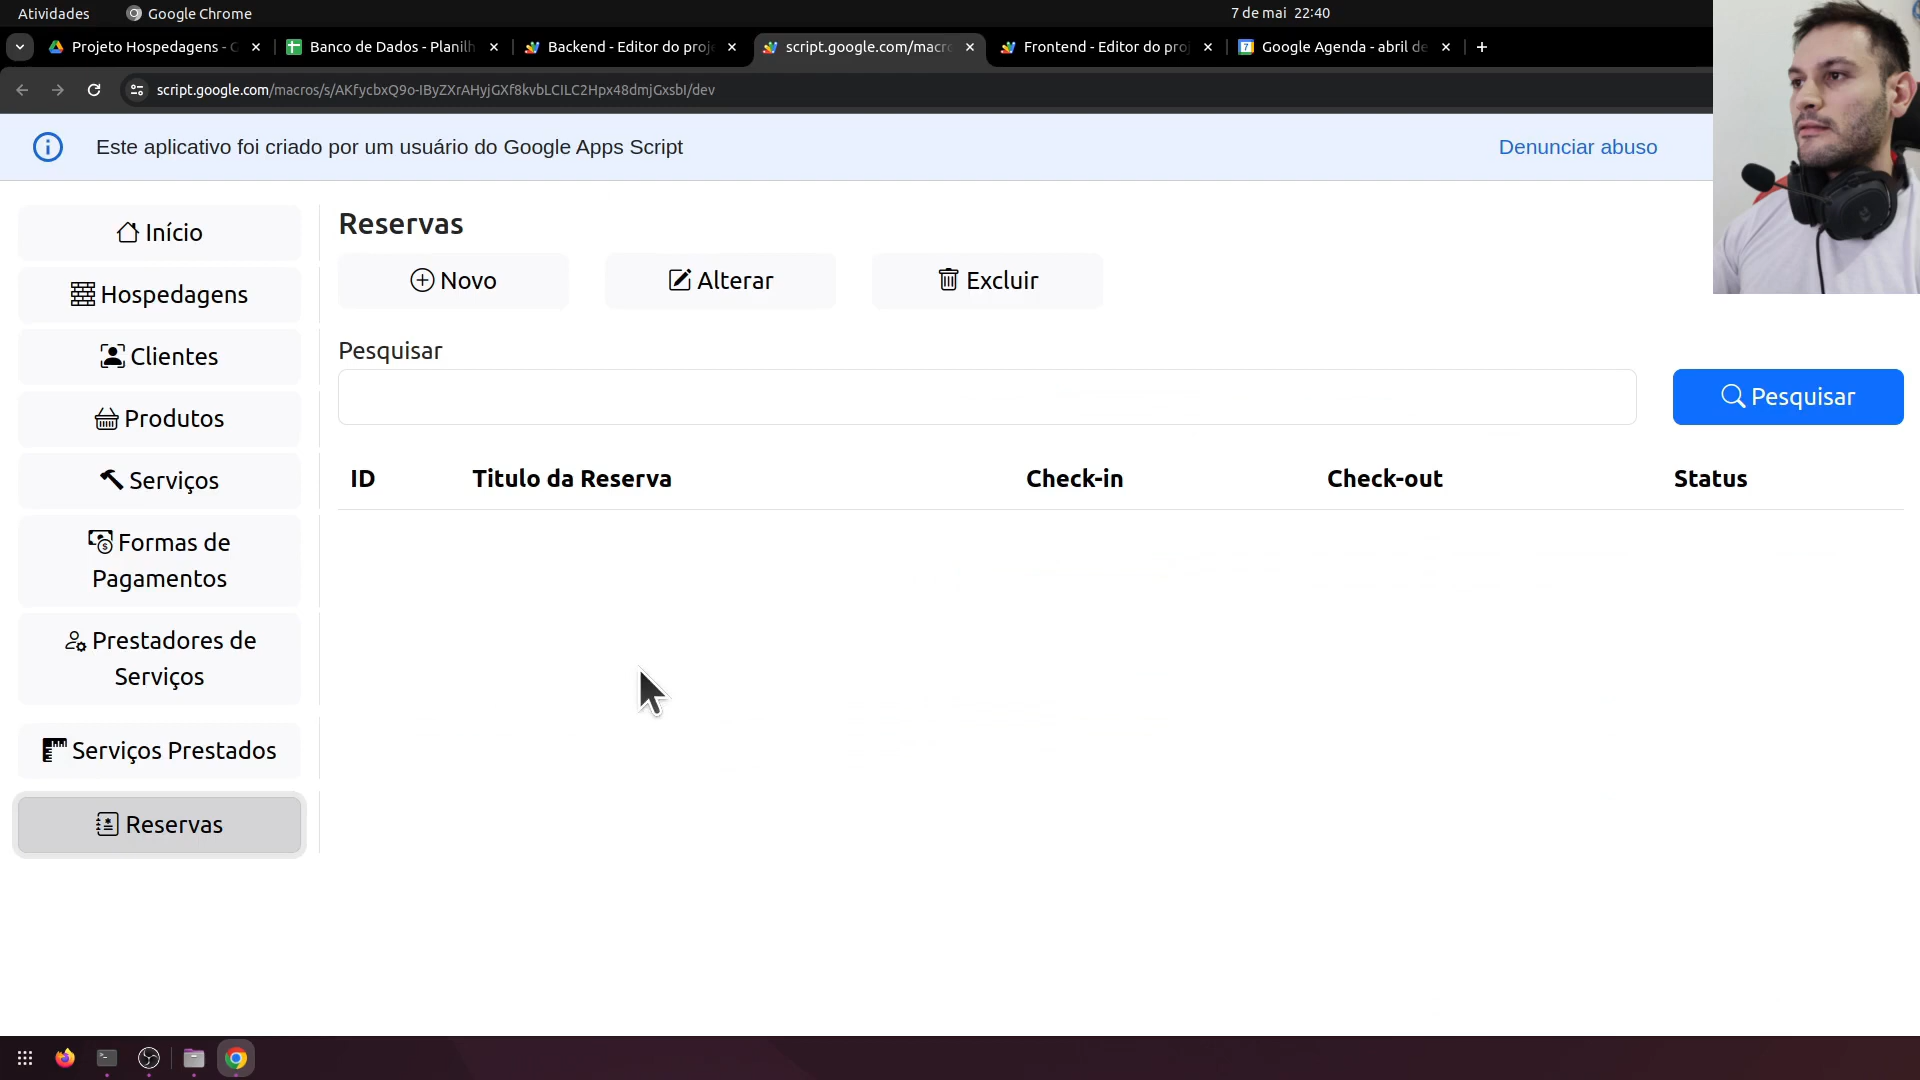 Atividades
Google Chrome
7 de mai 22:40
Projeto Hospedagens -
Banco de Dados - Planilh
Backend - Editor do proje
script.google.com/macro
Frontend - Editor do proj
Google Agenda - abril de
script.google.com/macros/s/AKfycbxQ9o-IByZXrAHyjGXf8kvbLCILC2Hpx48dmjGxsbI/dev
Este aplicativo foi criado por um usuário do Google Apps Script
Denunciar abuso
Início
Hospedagens
Clientes
Produtos
Serviços
Formas de
Pagamentos
Prestadores de
Serviços
Serviços Prestados
Reservas
Reservas
Novo
Alterar
Excluir
Pesquisar
Pesquisar
ID
Titulo da Reserva
Check-in
Check-out
Status